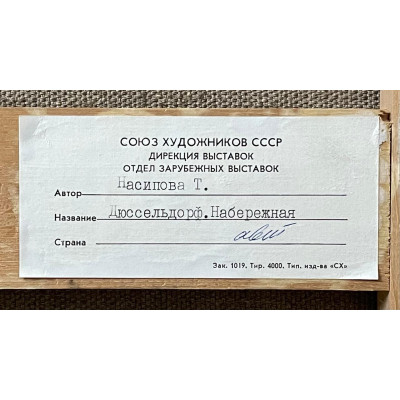 СОЮЗ ХУДОЖНИКОВ СССР
ДИРЕКЦИЯ ВЫСТАВОК
ОТДЕЛ ЗАРУБЕЖНЫХ ВЫСТАВОК
Автор Насипова Т.
Название Дюссельдорф.Набережная
Страна
Зак. 1019. Тир. 4000. Тип. изд-ва «СХ»